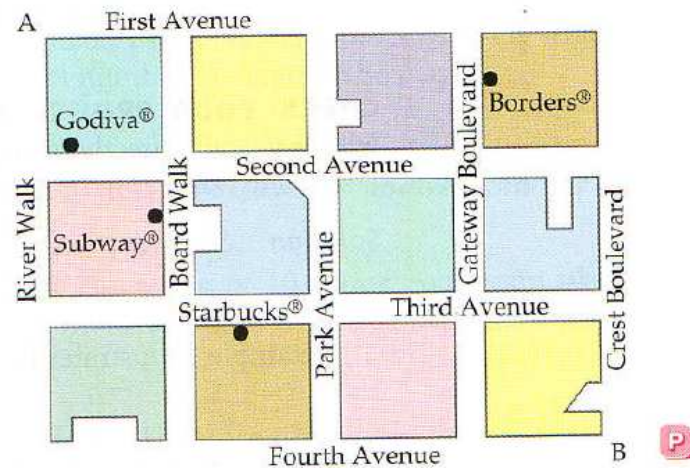 A
First Avenue
Godiva®
Borders®
Second Avenue
River Walk
Board Walk
Gateway Boulevard
Subway®
Starbucks®
Park Avenue
Third Avenue
Crest Boulevard
Fourth Avenue
B
P